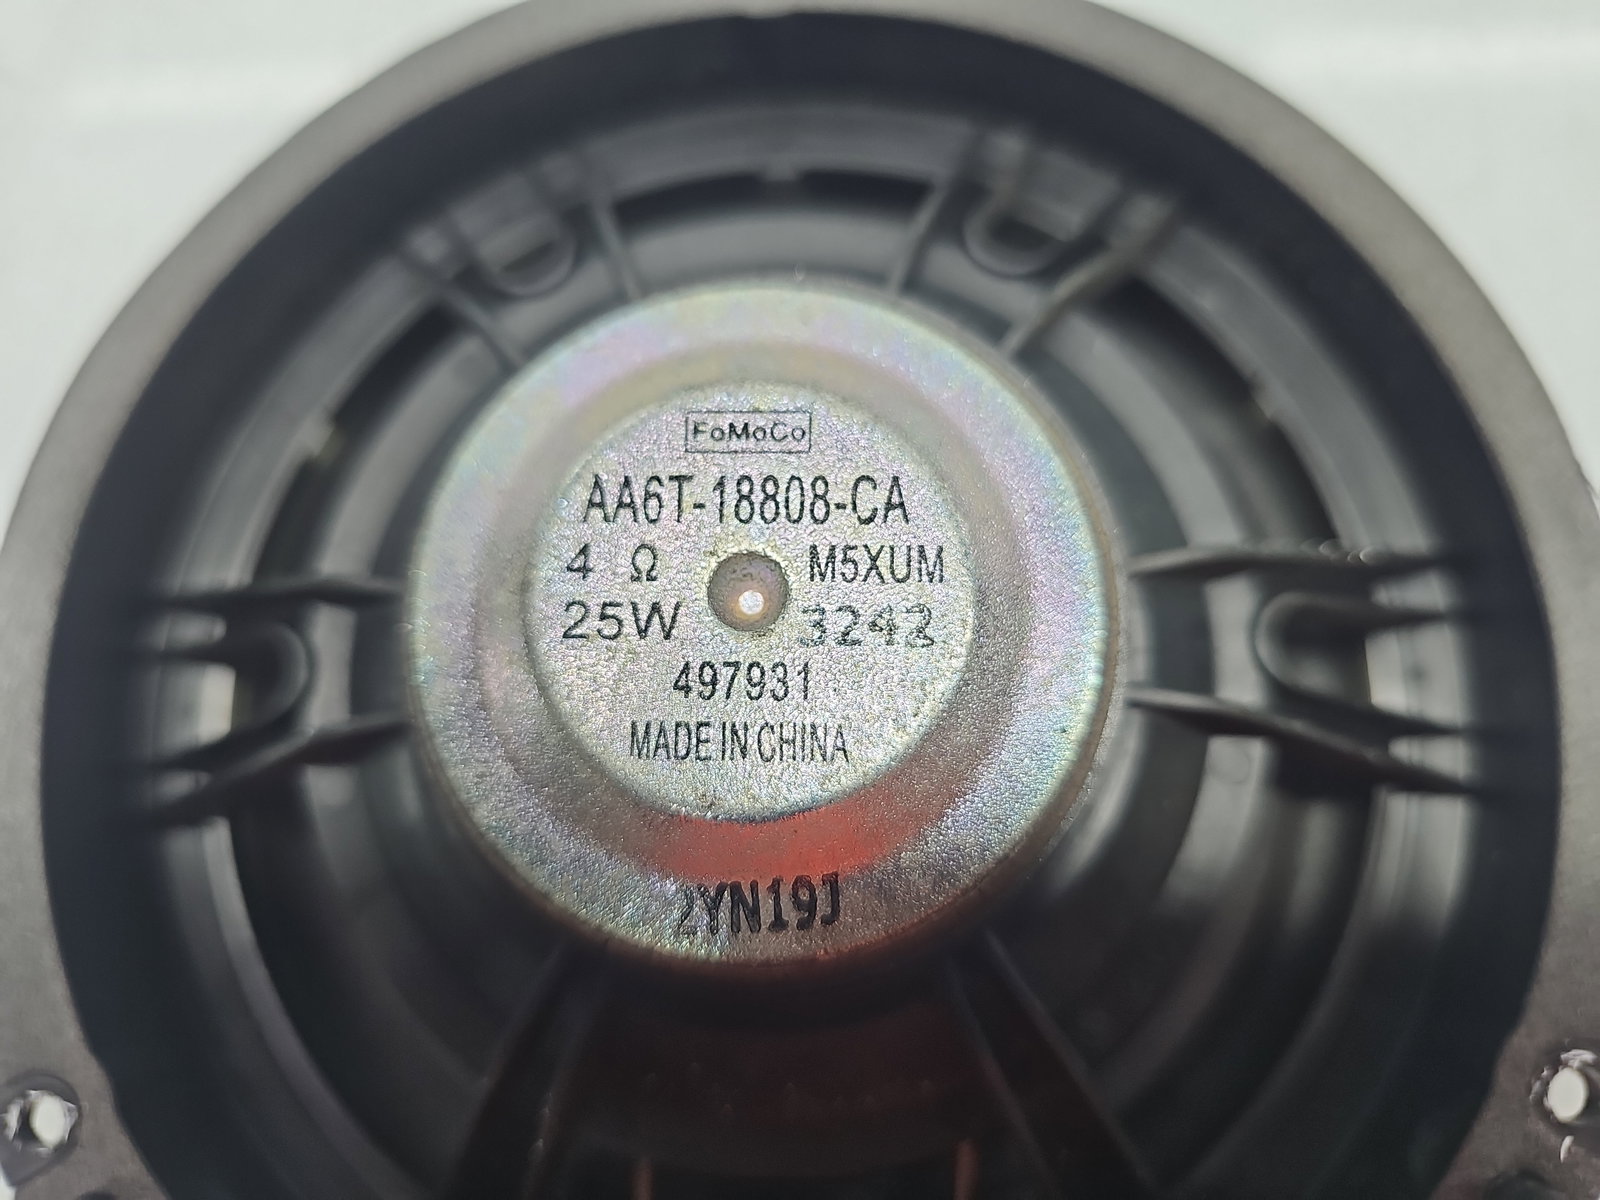 FoMoCo
AA6T-18808-CA
4 Ω M5XUM
25W 3242
497931
MADE IN CHINA
2YN19J